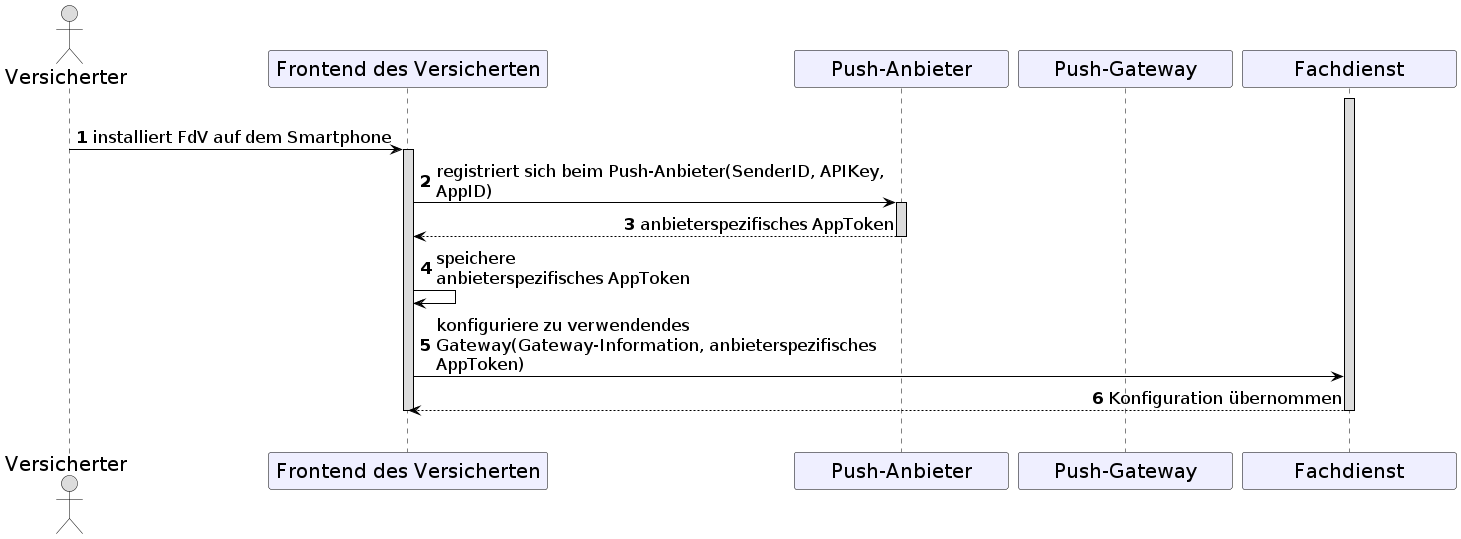 Versicherter
Frontend des Versicherten
Push-Anbieter
Push-Gateway
Fachdienst
1 installiert FdV auf dem Smartphone
registriert sich beim Push-Anbieter(SenderID, APIKey,
2
AppID)
3 anbieterspezifisches AppToken
speichere
4
anbieterspezifisches AppToken
konfiguriere zu verwendendes
5 Gateway(Gateway-Information, anbieterspezifisches
AppToken)
6 Konfiguration übernommen
Versicherter
Frontend des Versicherten
Push-Anbieter
Push-Gateway
Fachdienst